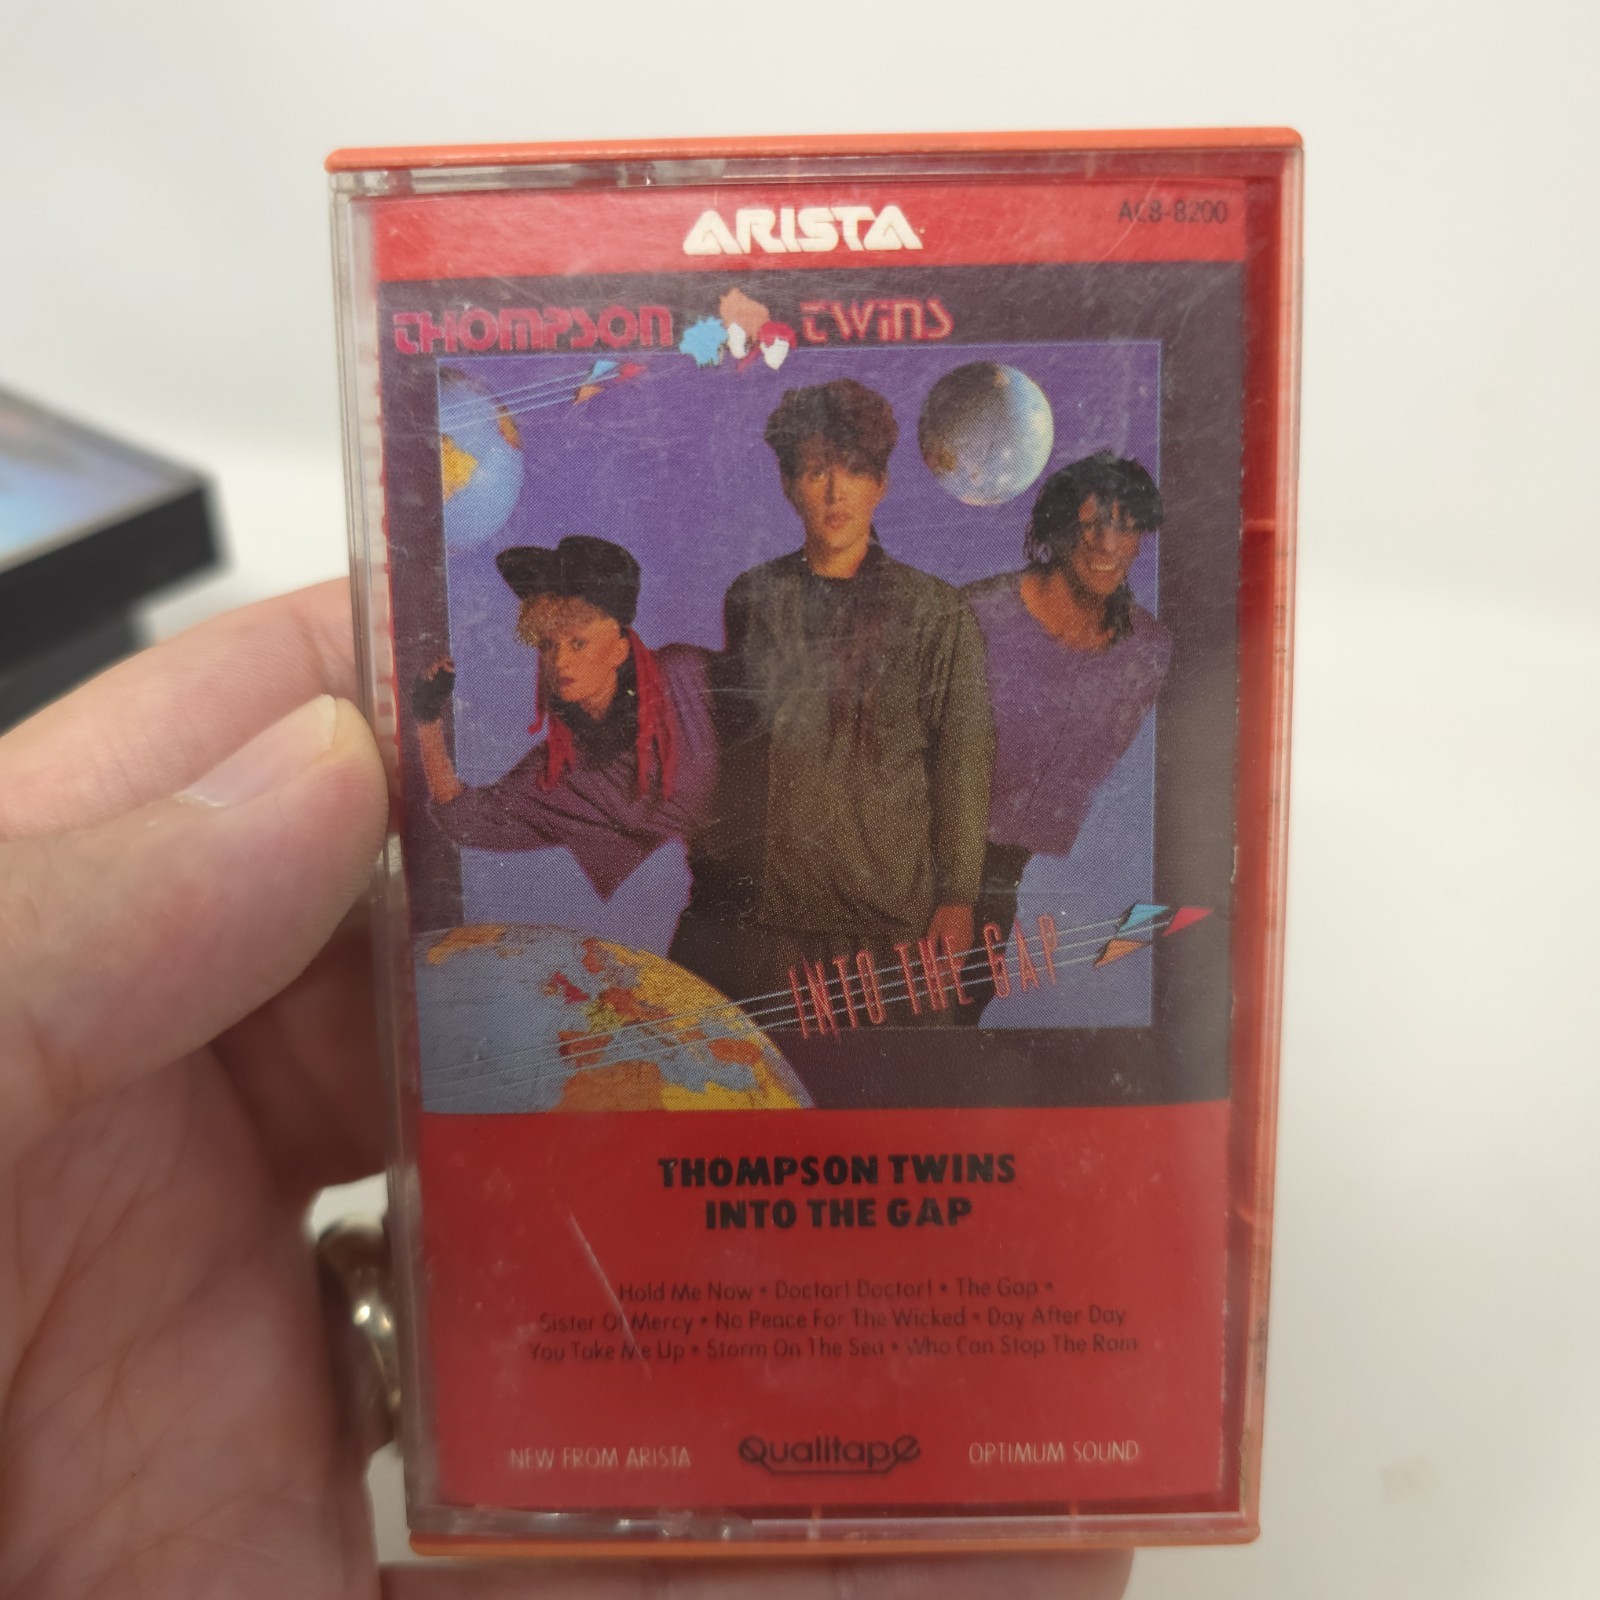 ARISTA
AC8-8200
THOMPSON TWINS
INTO THE GAP
THOMPSON TWINS
INTO THE GAP
Hold Me Now • Doctor! Doctor! • The Gap •
Sister Of Mercy • No Peace For The Wicked • Day After Day
You Take Me Up • Storm On The Sea • Who Can Stop The Rain
NEW FROM ARISTA Qualitape OPTIMUM SOUND